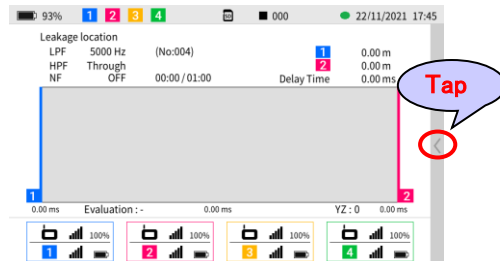 93% 1 2 3 4 000 22/11/2021 17:45
Leakage location
LPF 5000 Hz (No:004) 1 0.00 m
HPF Through 2 0.00 m
NF OFF 00:00 / 01:00 Delay Time 0.00 ms
Tap
1 2
0.00 ms Evaluation : - 0.00 ms YZ : 0 0.00 ms
100% 100% 100% 100%
1 2 3 4